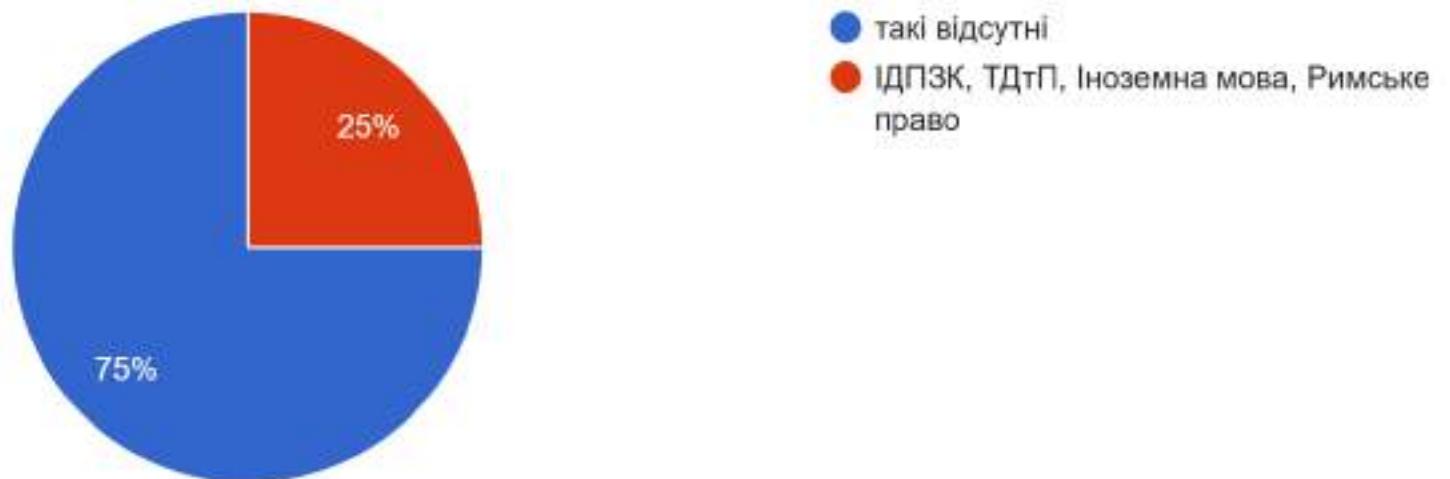 такі відсутні
ІДПЗК, ТДтП, Іноземна мова, Римське
право
25%
75%